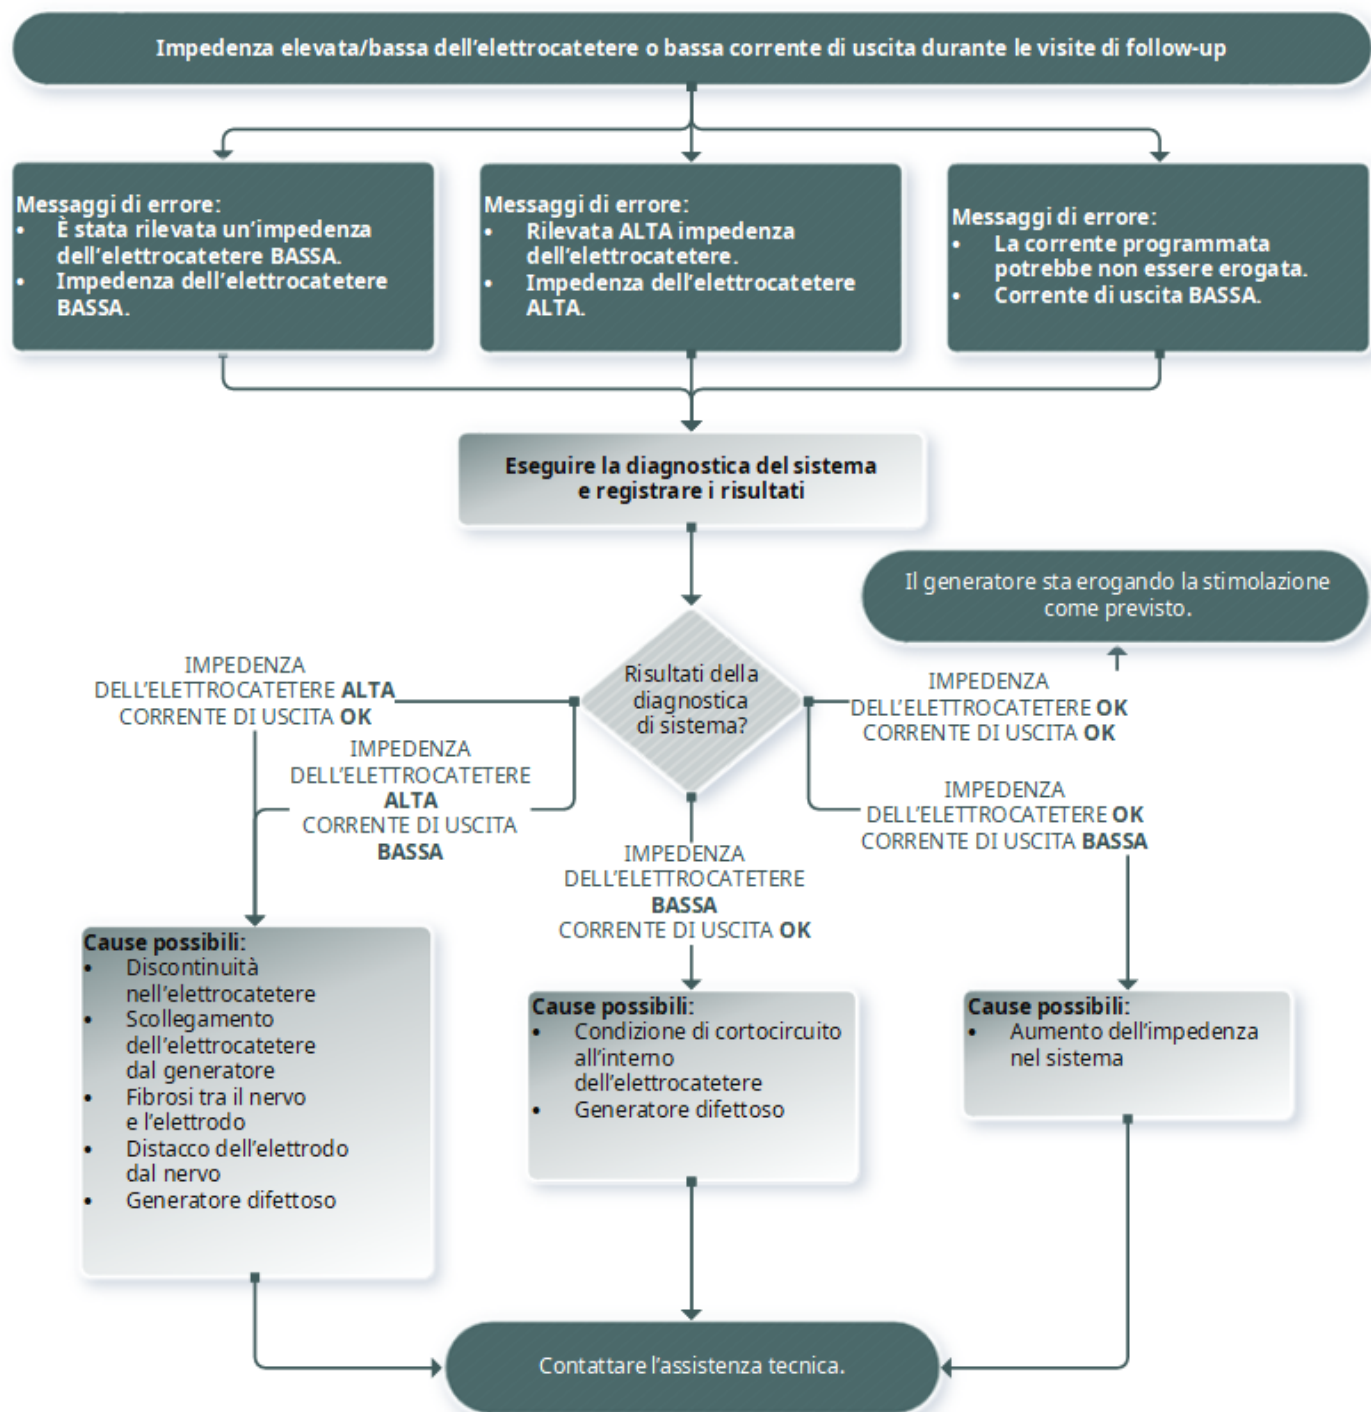 Impedenza elevata/bassa dell'elettrocatetere o bassa corrente di uscita durante le visite di follow-up
Messaggi di errore:
• È stata rilevata un'impedenza
dell'elettrocatetere BASSA.
• Impedenza dell'elettrocatetere
BASSA.
Messaggi di errore:
• Rilevata ALTA impedenza
dell'elettrocatetere.
• Impedenza dell'elettrocatetere
ALTA.
Messaggi di errore:
• La corrente programmata
potrebbe non essere erogata.
• Corrente di uscita BASSA.
Eseguire la diagnostica del sistema
e registrare i risultati
Il generatore sta erogando la stimolazione
come previsto.
Risultati della
diagnostica
di sistema?
IMPEDENZA
DELL'ELETTROCATETERE ALTA
CORRENTE DI USCITA OK
IMPEDENZA
DELL'ELETTROCATETERE
ALTA
CORRENTE DI USCITA
BASSA
IMPEDENZA
DELL'ELETTROCATETERE
BASSA
CORRENTE DI USCITA OK
IMPEDENZA
DELL'ELETTROCATETERE OK
CORRENTE DI USCITA OK
IMPEDENZA
DELL'ELETTROCATETERE OK
CORRENTE DI USCITA BASSA
Cause possibili:
• Discontinuità
nell'elettrocatetere
• Scollegamento
dell'elettrocatetere
dal generatore
• Fibrosi tra il nervo
e l'elettrodo
• Distacco dell'elettrodo
dal nervo
• Generatore difettoso
Cause possibili:
• Condizione di cortocircuito
all'interno
dell'elettrocatetere
• Generatore difettoso
Cause possibili:
• Aumento dell'impedenza
nel sistema
Contattare l'assistenza tecnica.